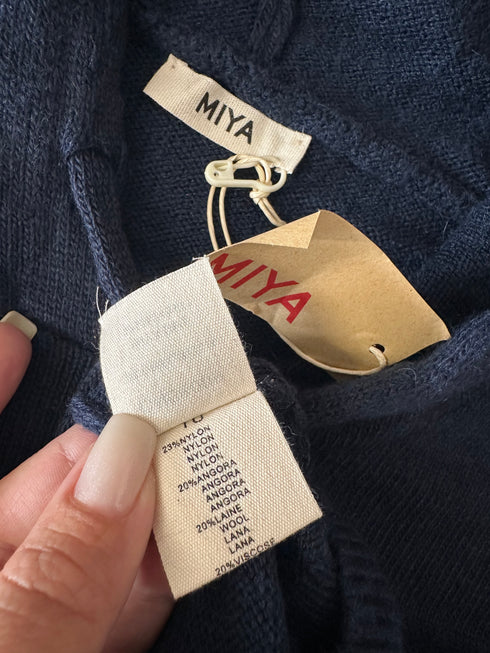 MIYA
MIYA
23%NYLON
NYLON
NYLON
NYLON
20%ANGORA
ANGORA
ANGORA
ANGORA
20%LAINE
WOOL
LANA
LANA
20%VISCOSE